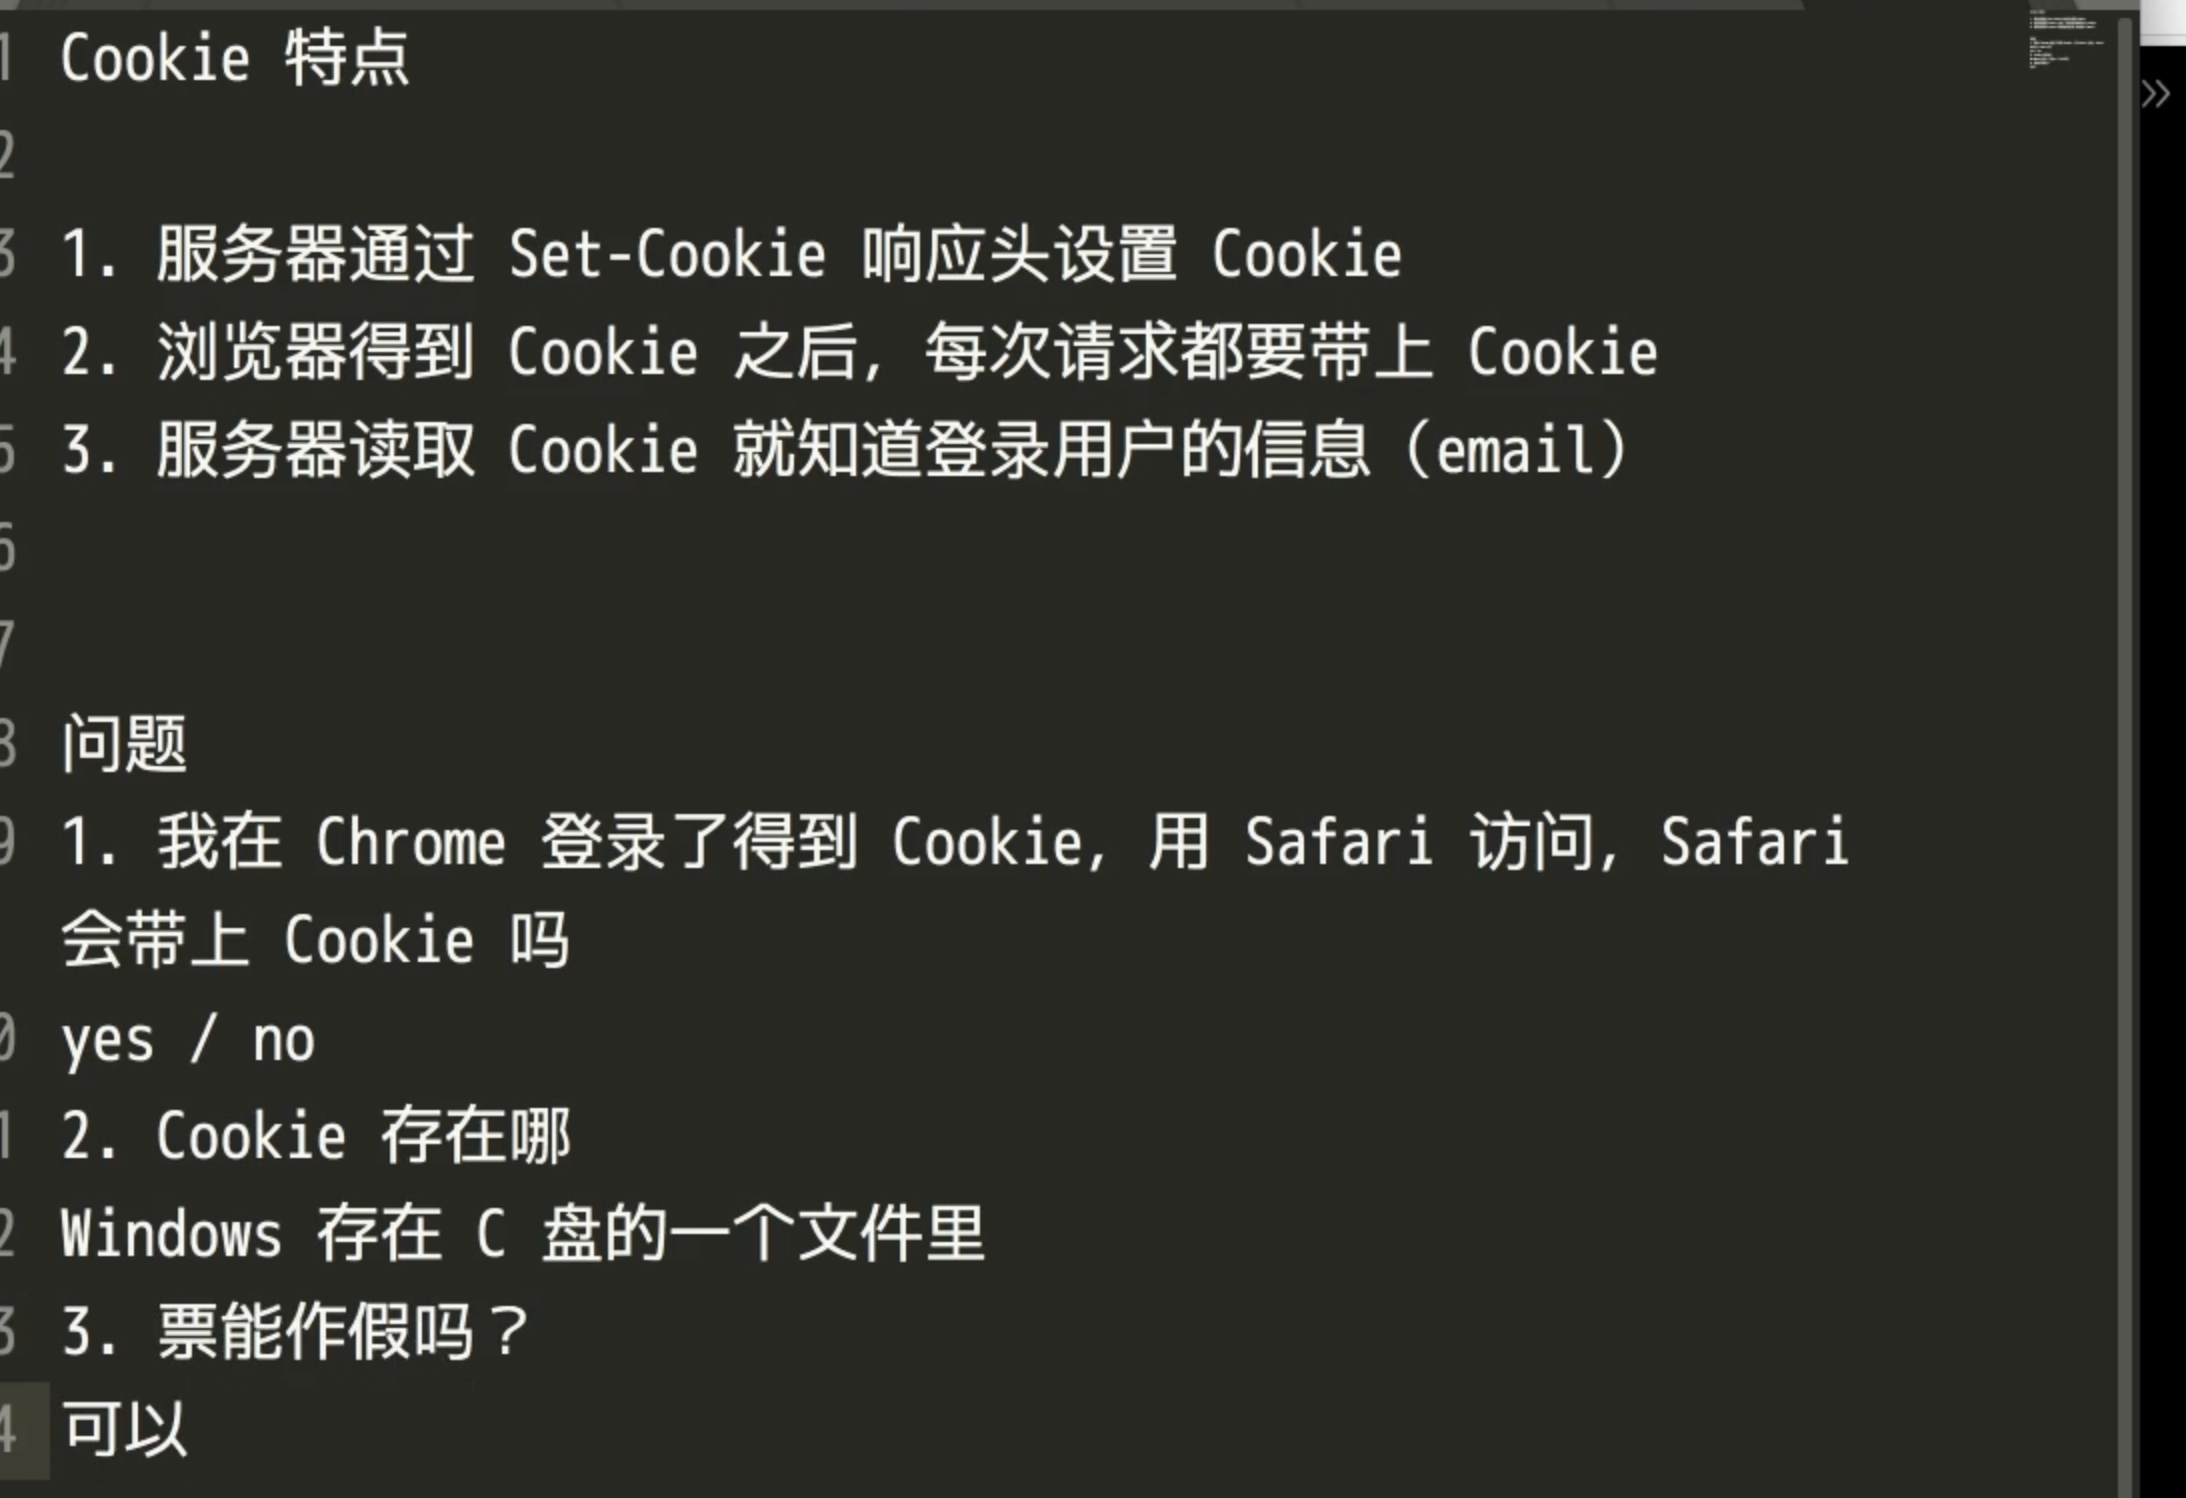 1 Cookie 特点
2
3 1. 服务器通过 Set-Cookie 响应头设置 Cookie
4 2. 浏览器得到 Cookie 之后, 每次请求都要带上 Cookie
5 3. 服务器读取 Cookie 就知道登录用户的信息 (email)
6
7
8 问题
9 1. 我在 Chrome 登录了得到 Cookie, 用 Safari 访问, Safari
会带上 Cookie 吗
0 yes / no
1 2. Cookie 存在哪
2 Windows 存在 C 盘的一个文件里
3 3. 票能作假吗？
4 可以